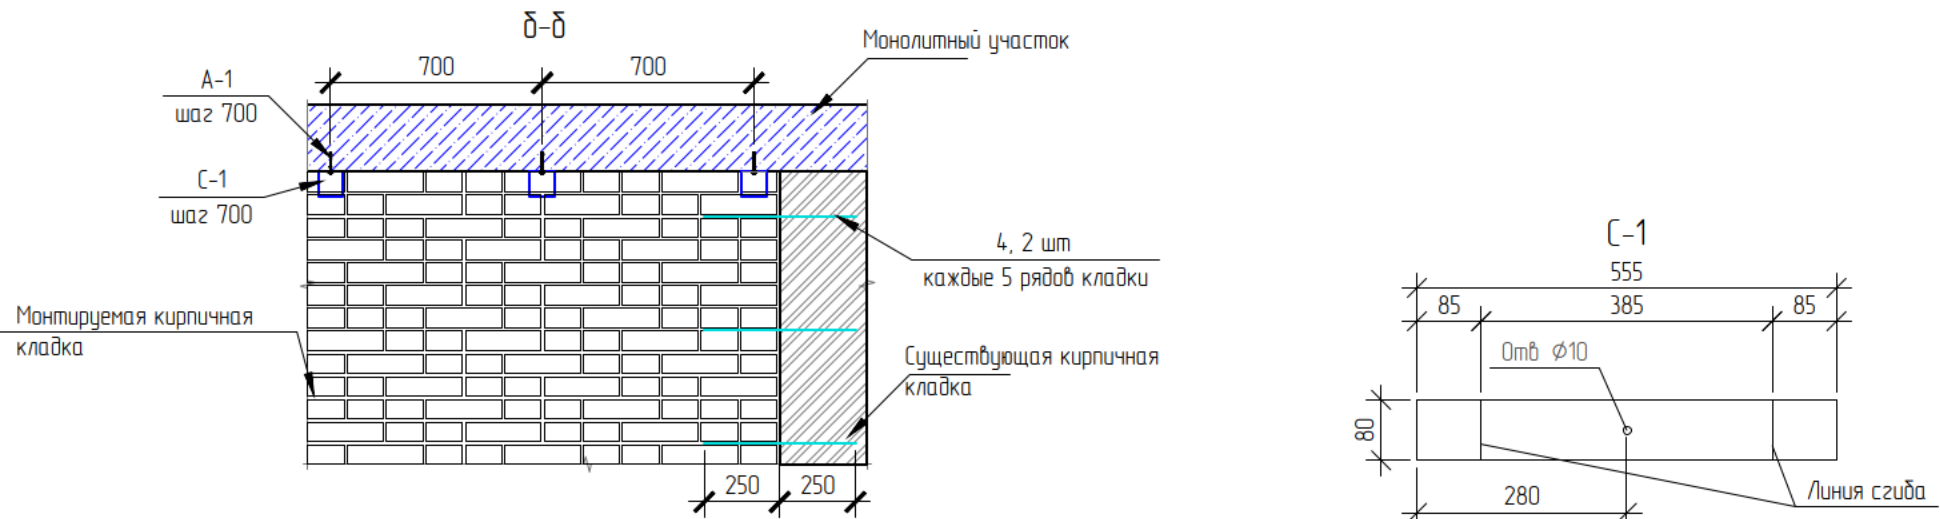 δ-δ
Монолитный участок
700
700
А-1
шаг 700
С-1
шаг 700
4, 2 шт
каждые 5 рядов кладки
Монтируемая кирпичная
кладка
Существующая кирпичная
кладка
250
250
С-1
555
85
385
85
Отв Ø10
80
280
Линия сгиба